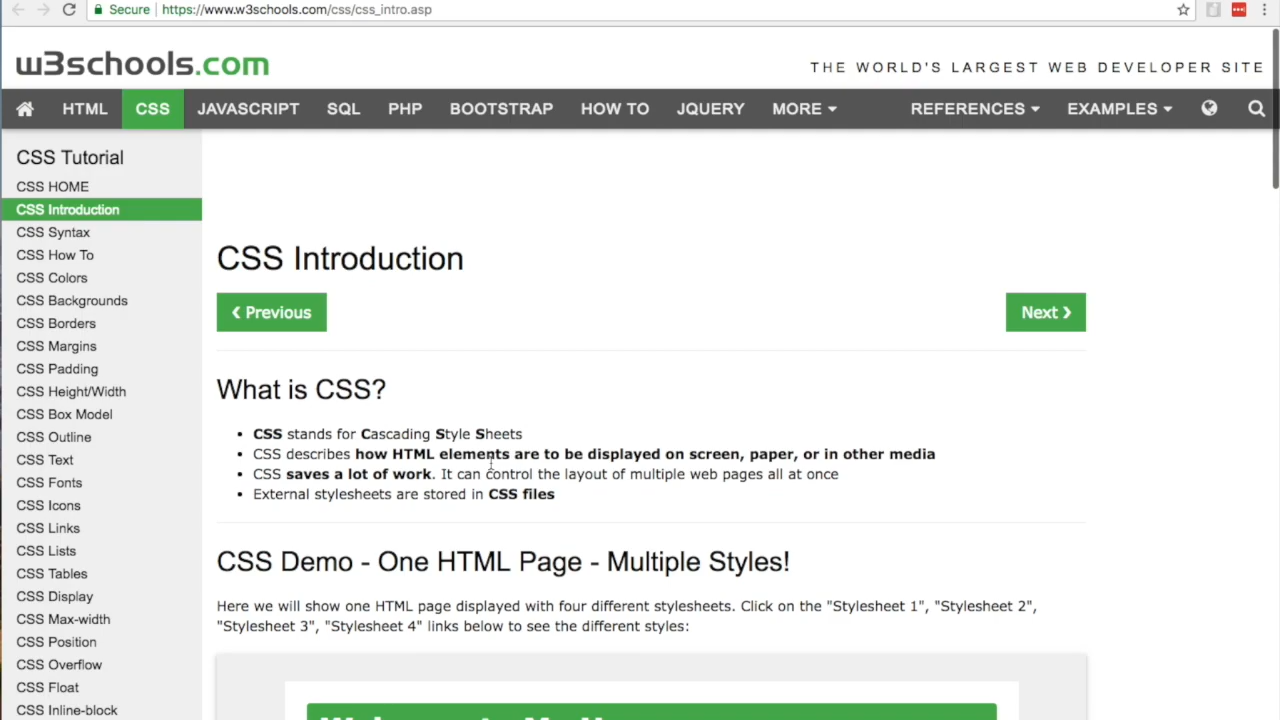 Secure https://www.w3schools.com/css/css_intro.asp
w3schools.com
THE WORLD'S LARGEST WEB DEVELOPER SITE
HTML CSS JAVASCRIPT SQL PHP BOOTSTRAP HOW TO JQUERY MORE REFERENCES EXAMPLES
CSS Tutorial
CSS HOME
CSS Introduction
CSS Syntax
CSS How To
CSS Colors
CSS Backgrounds
CSS Borders
CSS Margins
CSS Padding
CSS Height/Width
CSS Box Model
CSS Outline
CSS Text
CSS Fonts
CSS Icons
CSS Links
CSS Lists
CSS Tables
CSS Display
CSS Max-width
CSS Position
CSS Overflow
CSS Float
CSS Inline-block
CSS Introduction
❮ Previous
Next ❯
What is CSS?
• CSS stands for Cascading Style Sheets
• CSS describes how HTML elements are to be displayed on screen, paper, or in other media
• CSS saves a lot of work. It can control the layout of multiple web pages all at once
• External stylesheets are stored in CSS files
CSS Demo - One HTML Page - Multiple Styles!
Here we will show one HTML page displayed with four different stylesheets. Click on the "Stylesheet 1", "Stylesheet 2",
"Stylesheet 3", "Stylesheet 4" links below to see the different styles: